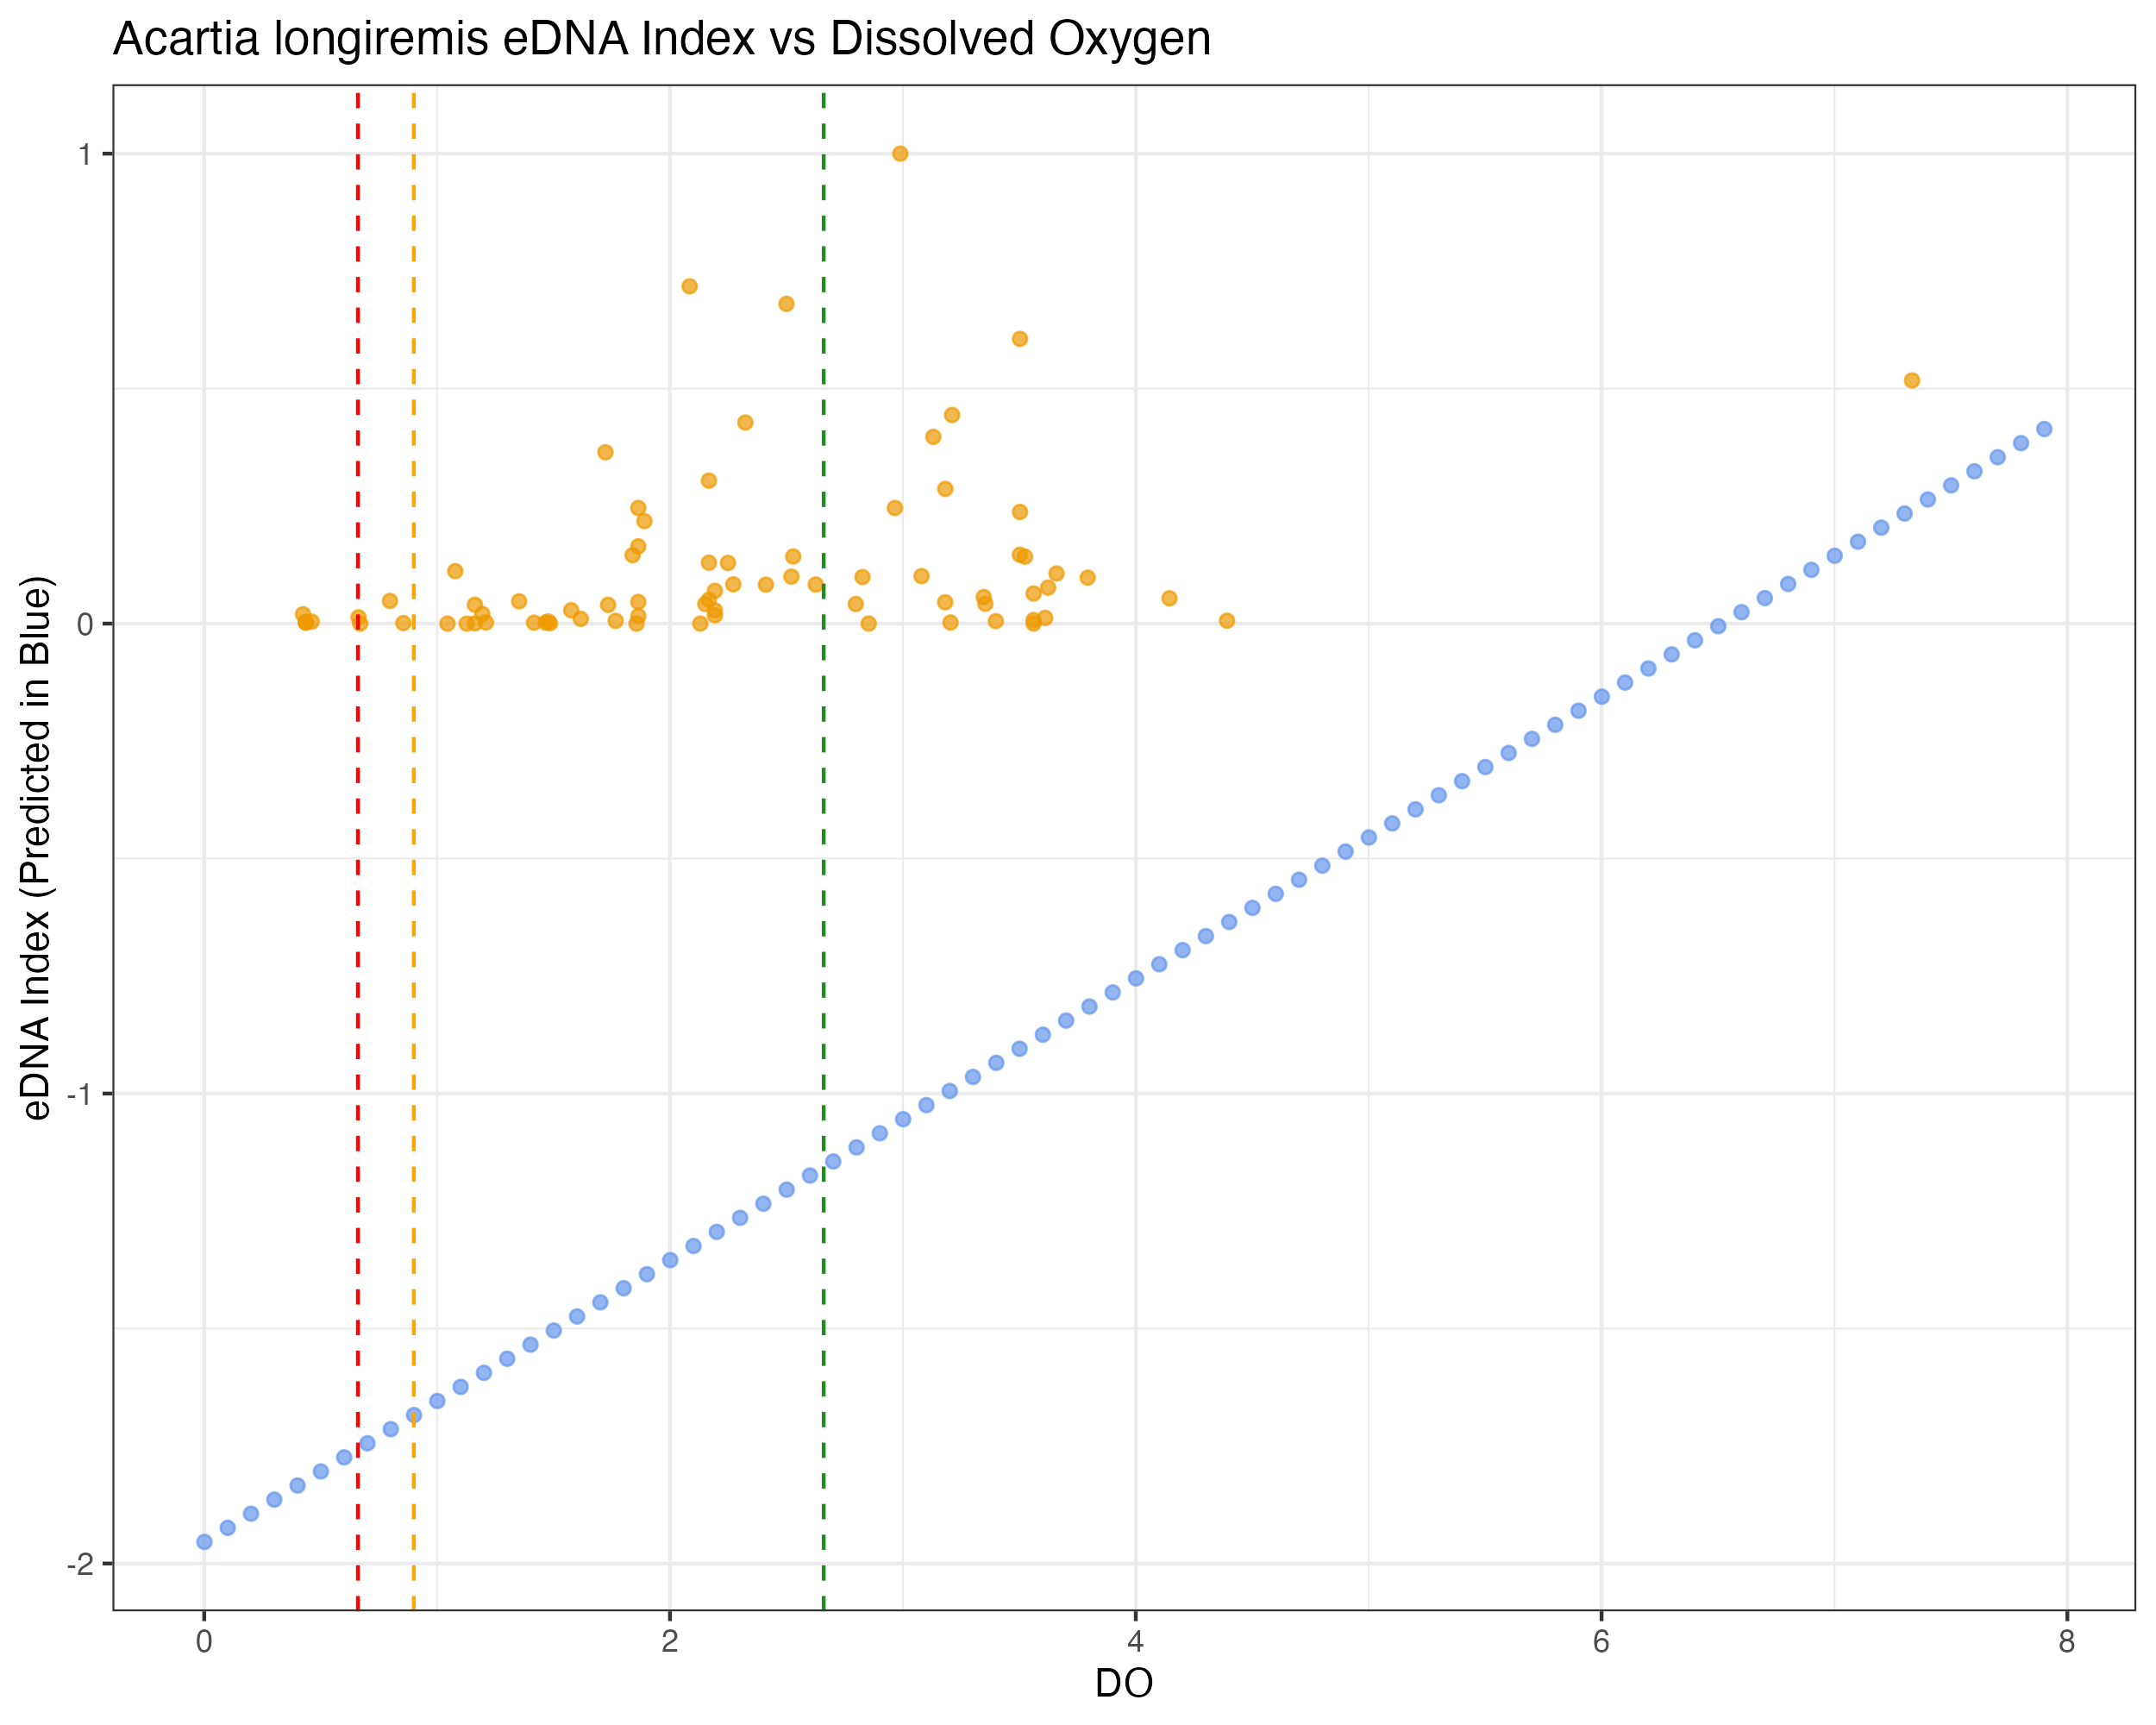 Acartia longiremis eDNA Index vs Dissolved Oxygen
eDNA Index (Predicted in Blue)
1
0
-1
-2
0 2 4 6 8
DO